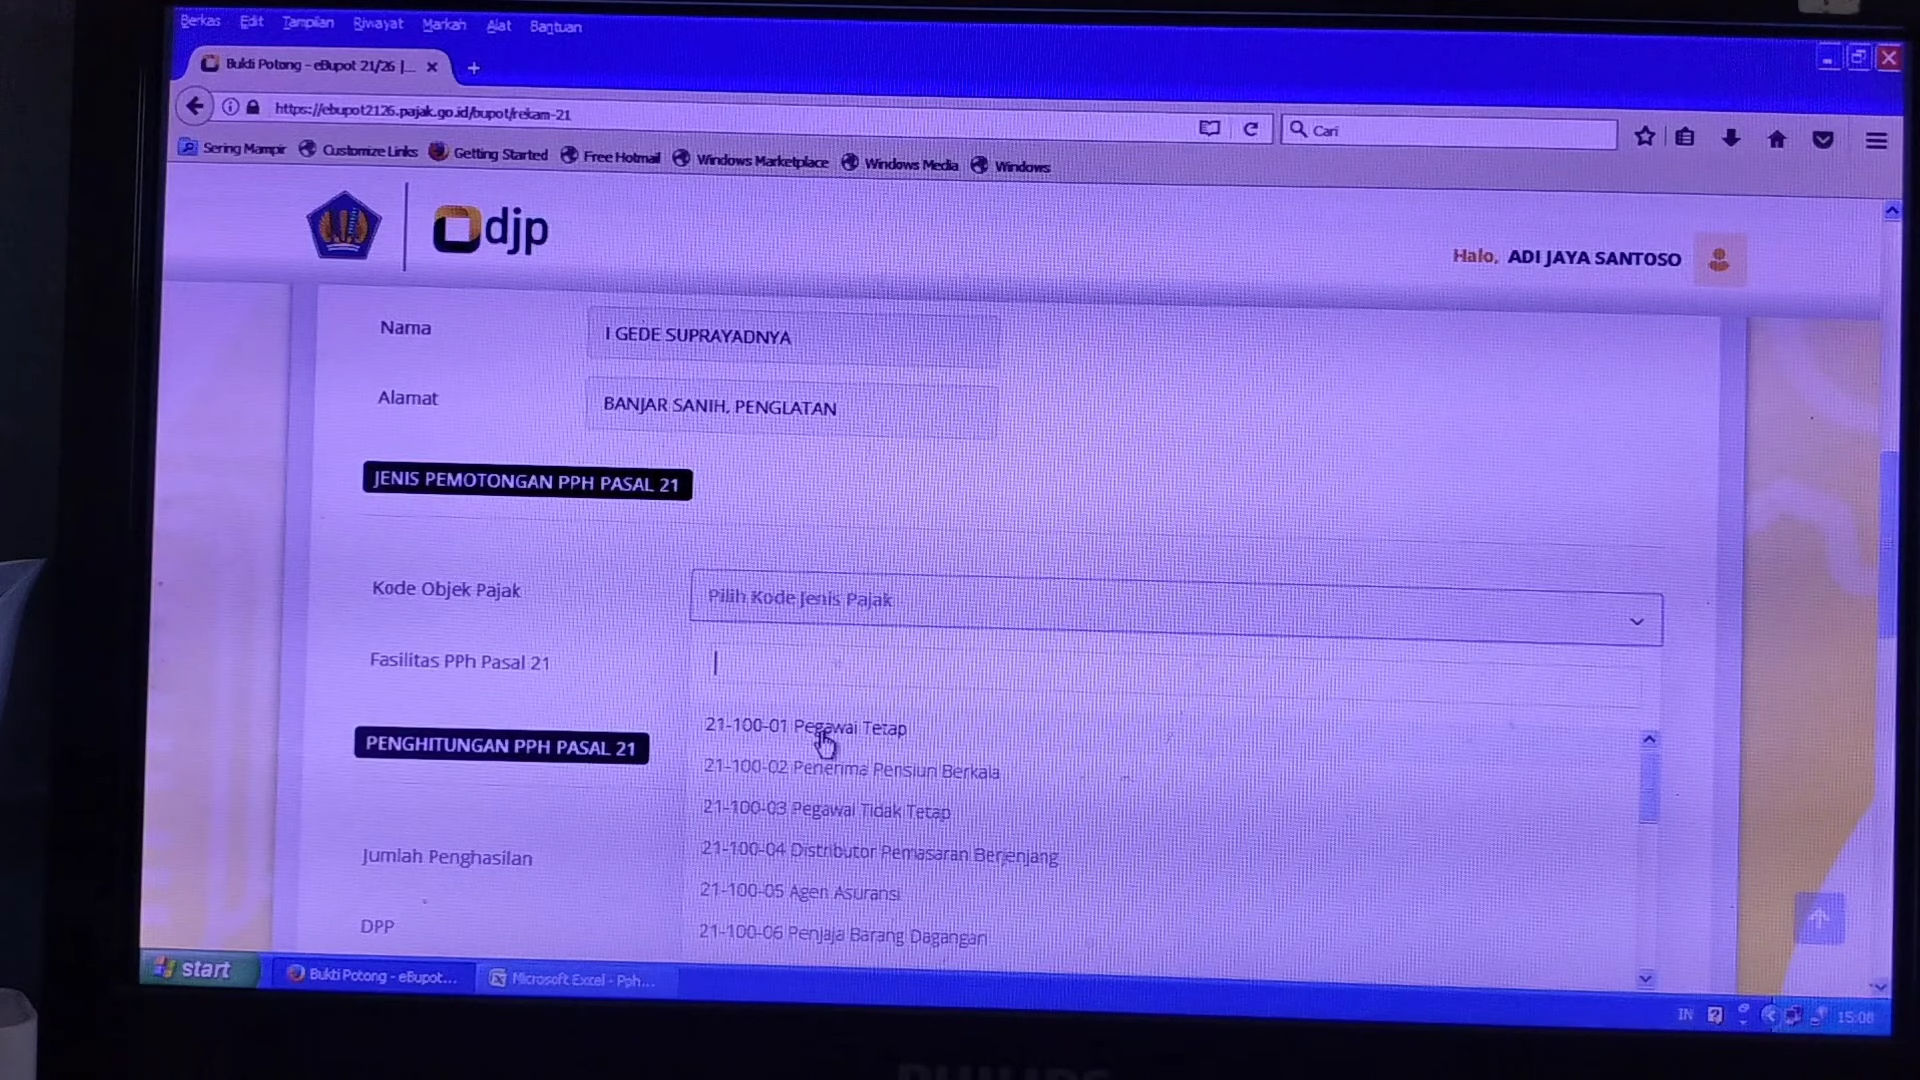 Berkas Edit Tampilan Riwayat Markah Alat Bantuan
Bukti Potong - eBupot 21/26 |...
https://ebupot2126.pajak.go.id/bupot/rekam-21
Cari
Sering Mampir Customize Links Getting Started Free Hotmail Windows Marketplace Windows Media Windows
djp
Halo, ADI JAYA SANTOSO
Nama
I GEDE SUPRAYADNYA
Alamat
BANJAR SANIH, PENGLATAN
JENIS PEMOTONGAN PPH PASAL 21
Kode Objek Pajak
Pilih Kode Jenis Pajak
Fasilitas PPh Pasal 21
21-100-01 Pegawai Tetap
PENGHITUNGAN PPH PASAL 21
21-100-02 Penerima Pensiun Berkala
21-100-03 Pegawai Tidak Tetap
Jumlah Penghasilan
21-100-04 Distributor Pemasaran Berjenjang
21-100-05 Agen Asuransi
DPP
21-100-06 Penjaja Barang Dagangan
start
Bukti Potong - eBupot...
Microsoft Excel - Pph...
IN
15:08